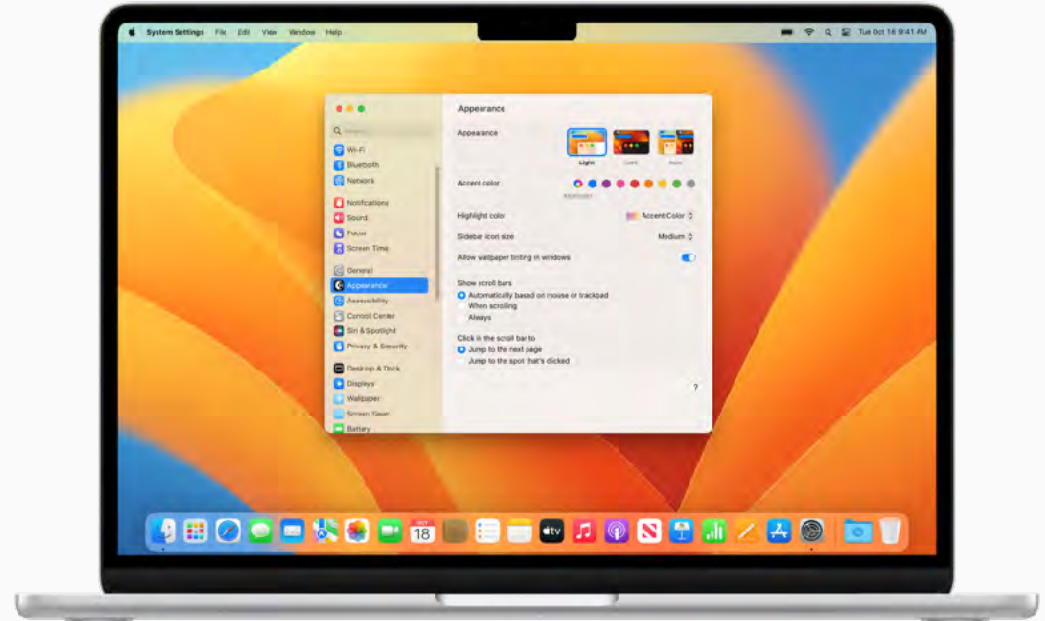 System Settings File Edit View Window Help
Tue Oct 18 9:41 AM
Appearance
Appearance
Light
Accent color
Highlight color
Accent Color
Sidebar icon size
Medium
Allow wallpaper tinting in windows
Show scroll bars
Automatically based on mouse or trackpad
When scrolling
Always
Click in the scroll bar to
Jump to the next page
Jump to the spot that's clicked
?
Wi-Fi
Bluetooth
Network
Notifications
Sound
Focus
Screen Time
General
Appearance
Accessibility
Control Center
Siri & Spotlight
Privacy & Security
Desktop & Dock
Displays
Wallpaper
Screen Saver
Battery
OCT
18
tv